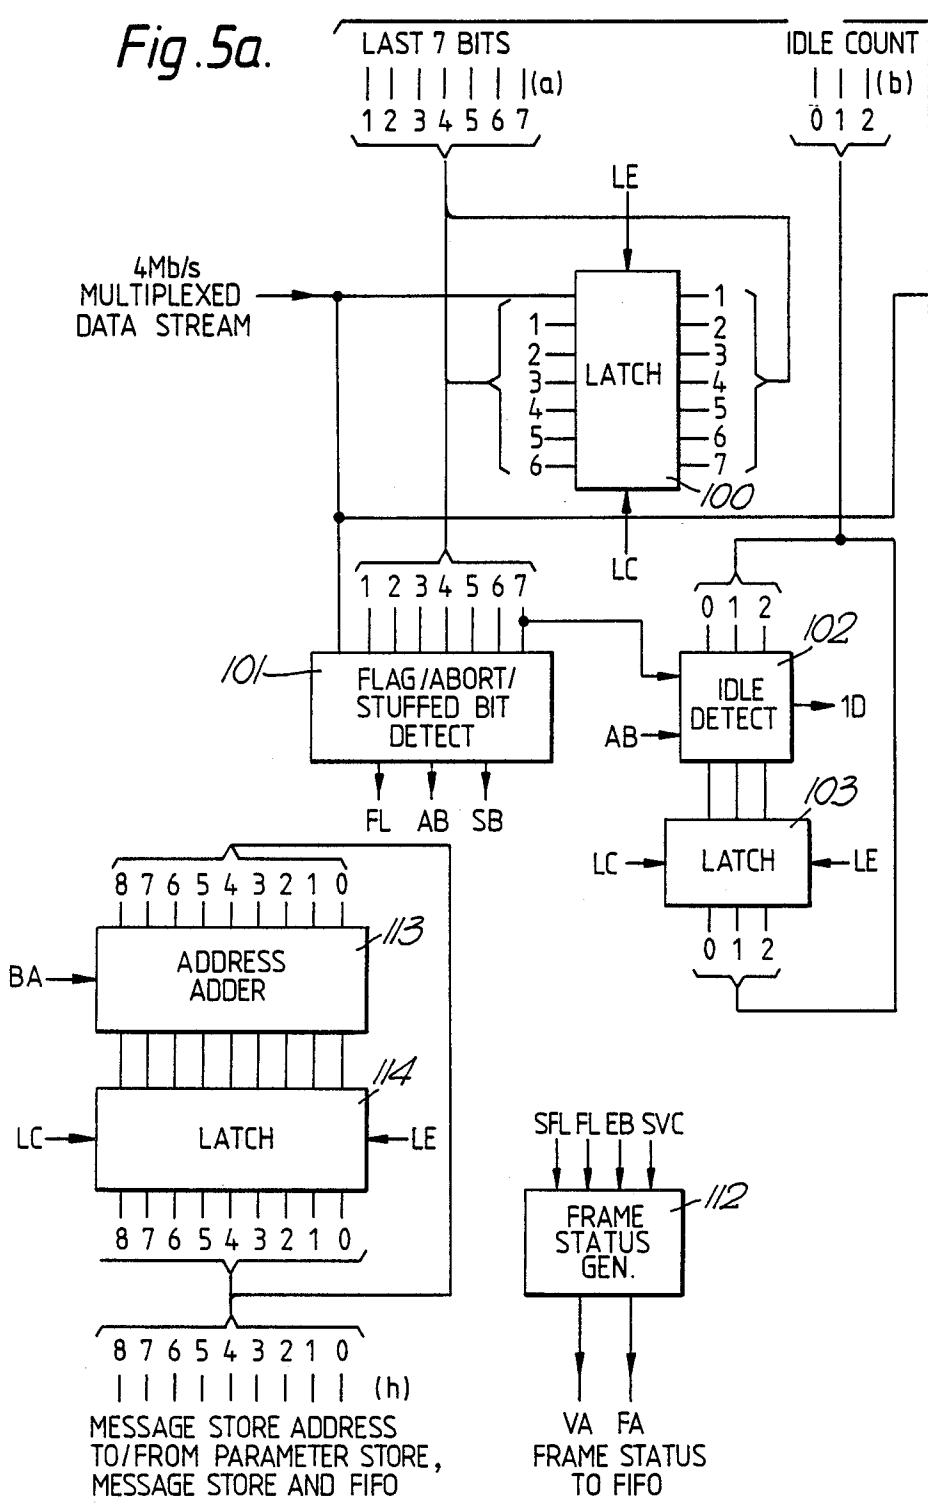 Fig.5a.
LAST 7 BITS
IDLE COUNT
(a)
(b)
1 2 3 4 5 6 7
0 1 2
LE
4Mb/s
MULTIPLEXED
DATA STREAM
1
2
3
4
5
6
LATCH
1
2
3
4
5
6
7
100
LC
1 2 3 4 5 6 7
0 1 2
102
101
FLAG/ABORT/
STUFFED BIT
DETECT
IDLE
DETECT
1D
AB
FL AB SB
103
LC
LATCH
LE
0 1 2
8 7 6 5 4 3 2 1 0
113
BA
ADDRESS
ADDER
114
LC
LATCH
LE
8 7 6 5 4 3 2 1 0
SFL FL EB SVC
112
FRAME
STATUS
GEN.
8 7 6 5 4 3 2 1 0
(h)
MESSAGE STORE ADDRESS
TO/FROM PARAMETER STORE,
MESSAGE STORE AND FIFO
VA FA
FRAME STATUS
TO FIFO